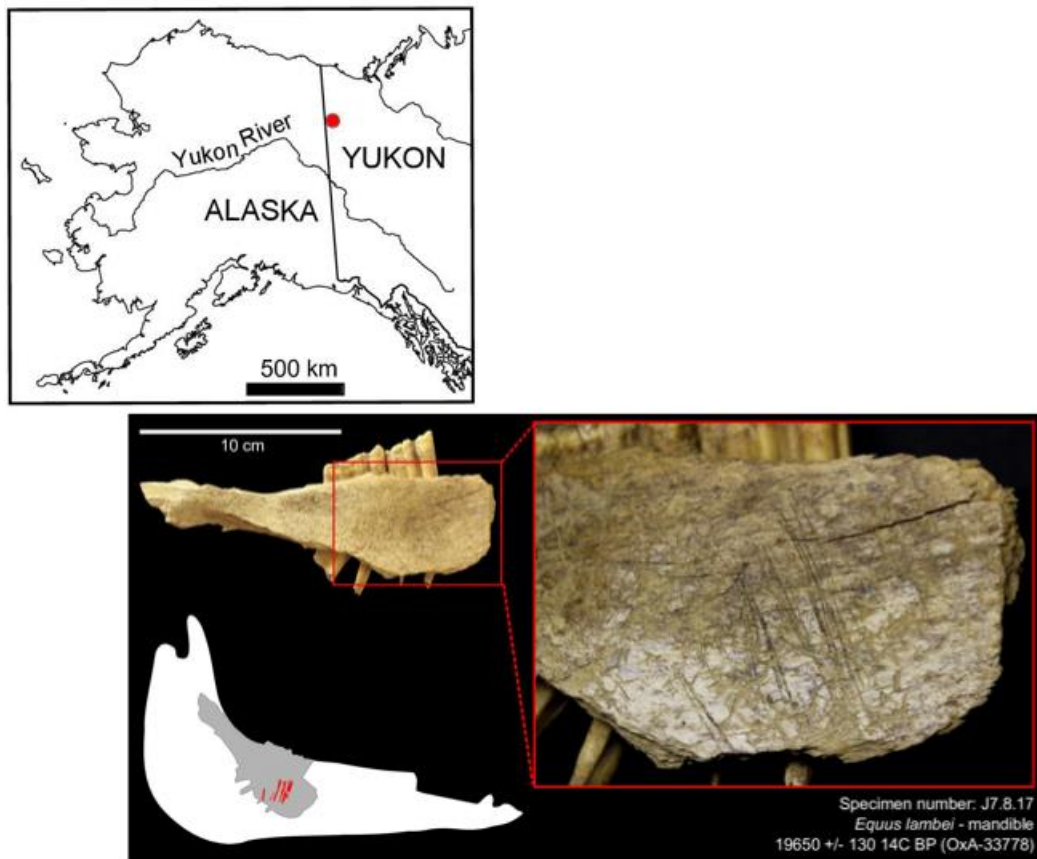 Yukon River
YUKON
ALASKA
500 km
10 cm
Specimen number: J7.8.17
Equus lambei - mandible
19650 +/- 130 14C BP (OxA-33778)